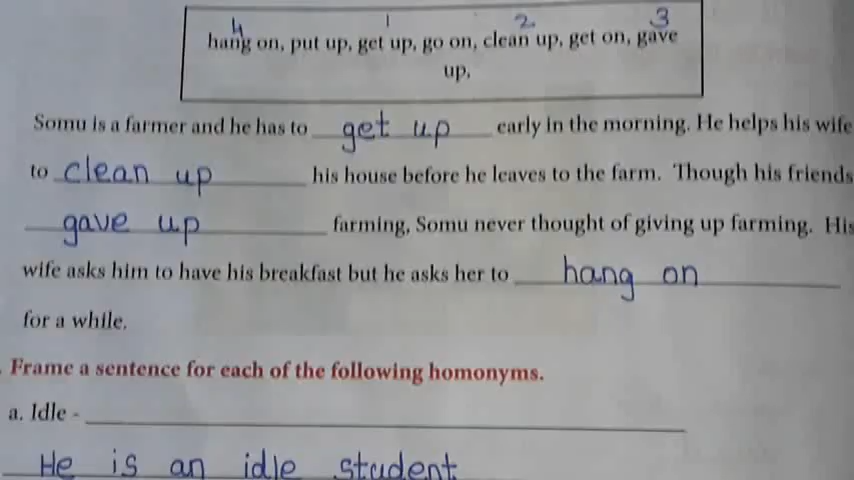 4 1 2 3
hang on, put up, get up, go on, clean up, get on, gave
up,
Somu is a farmer and he has to get up early in the morning. He helps his wife
to clean up his house before he leaves to the farm. Though his friends
gave up farming, Somu never thought of giving up farming. His
wife asks him to have his breakfast but he asks her to hang on
for a while.
. Frame a sentence for each of the following homonyms.
a. Idle -
He is an idle student